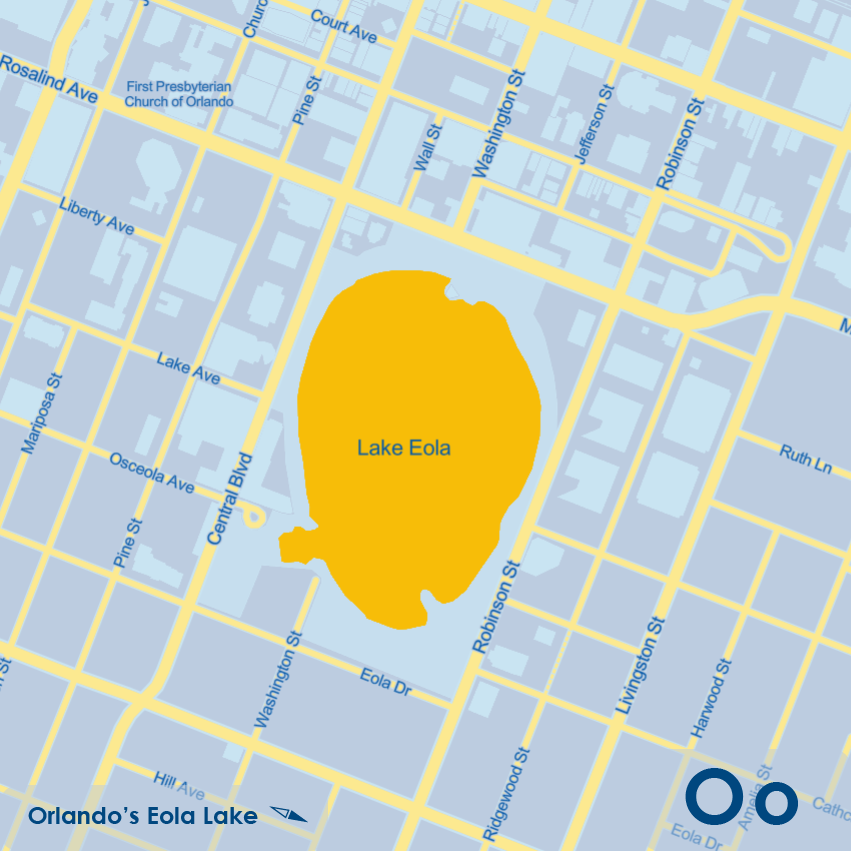 Court Ave
Rosalind Ave
First Presbyterian
Church of Orlando
Pine St
Wall St
Washington St
Jefferson St
Robinson St
Liberty Ave
Lake Ave
Mariposa St
Osceola Ave
Central Blvd
Lake Eola
Ruth Ln
Pine St
Robinson St
Washington St
Eola Dr
Livingston St
Harwood St
Ridgewood St
Hill Ave
Amelia St
Eola Dr
Orlando's Eola Lake
Oo